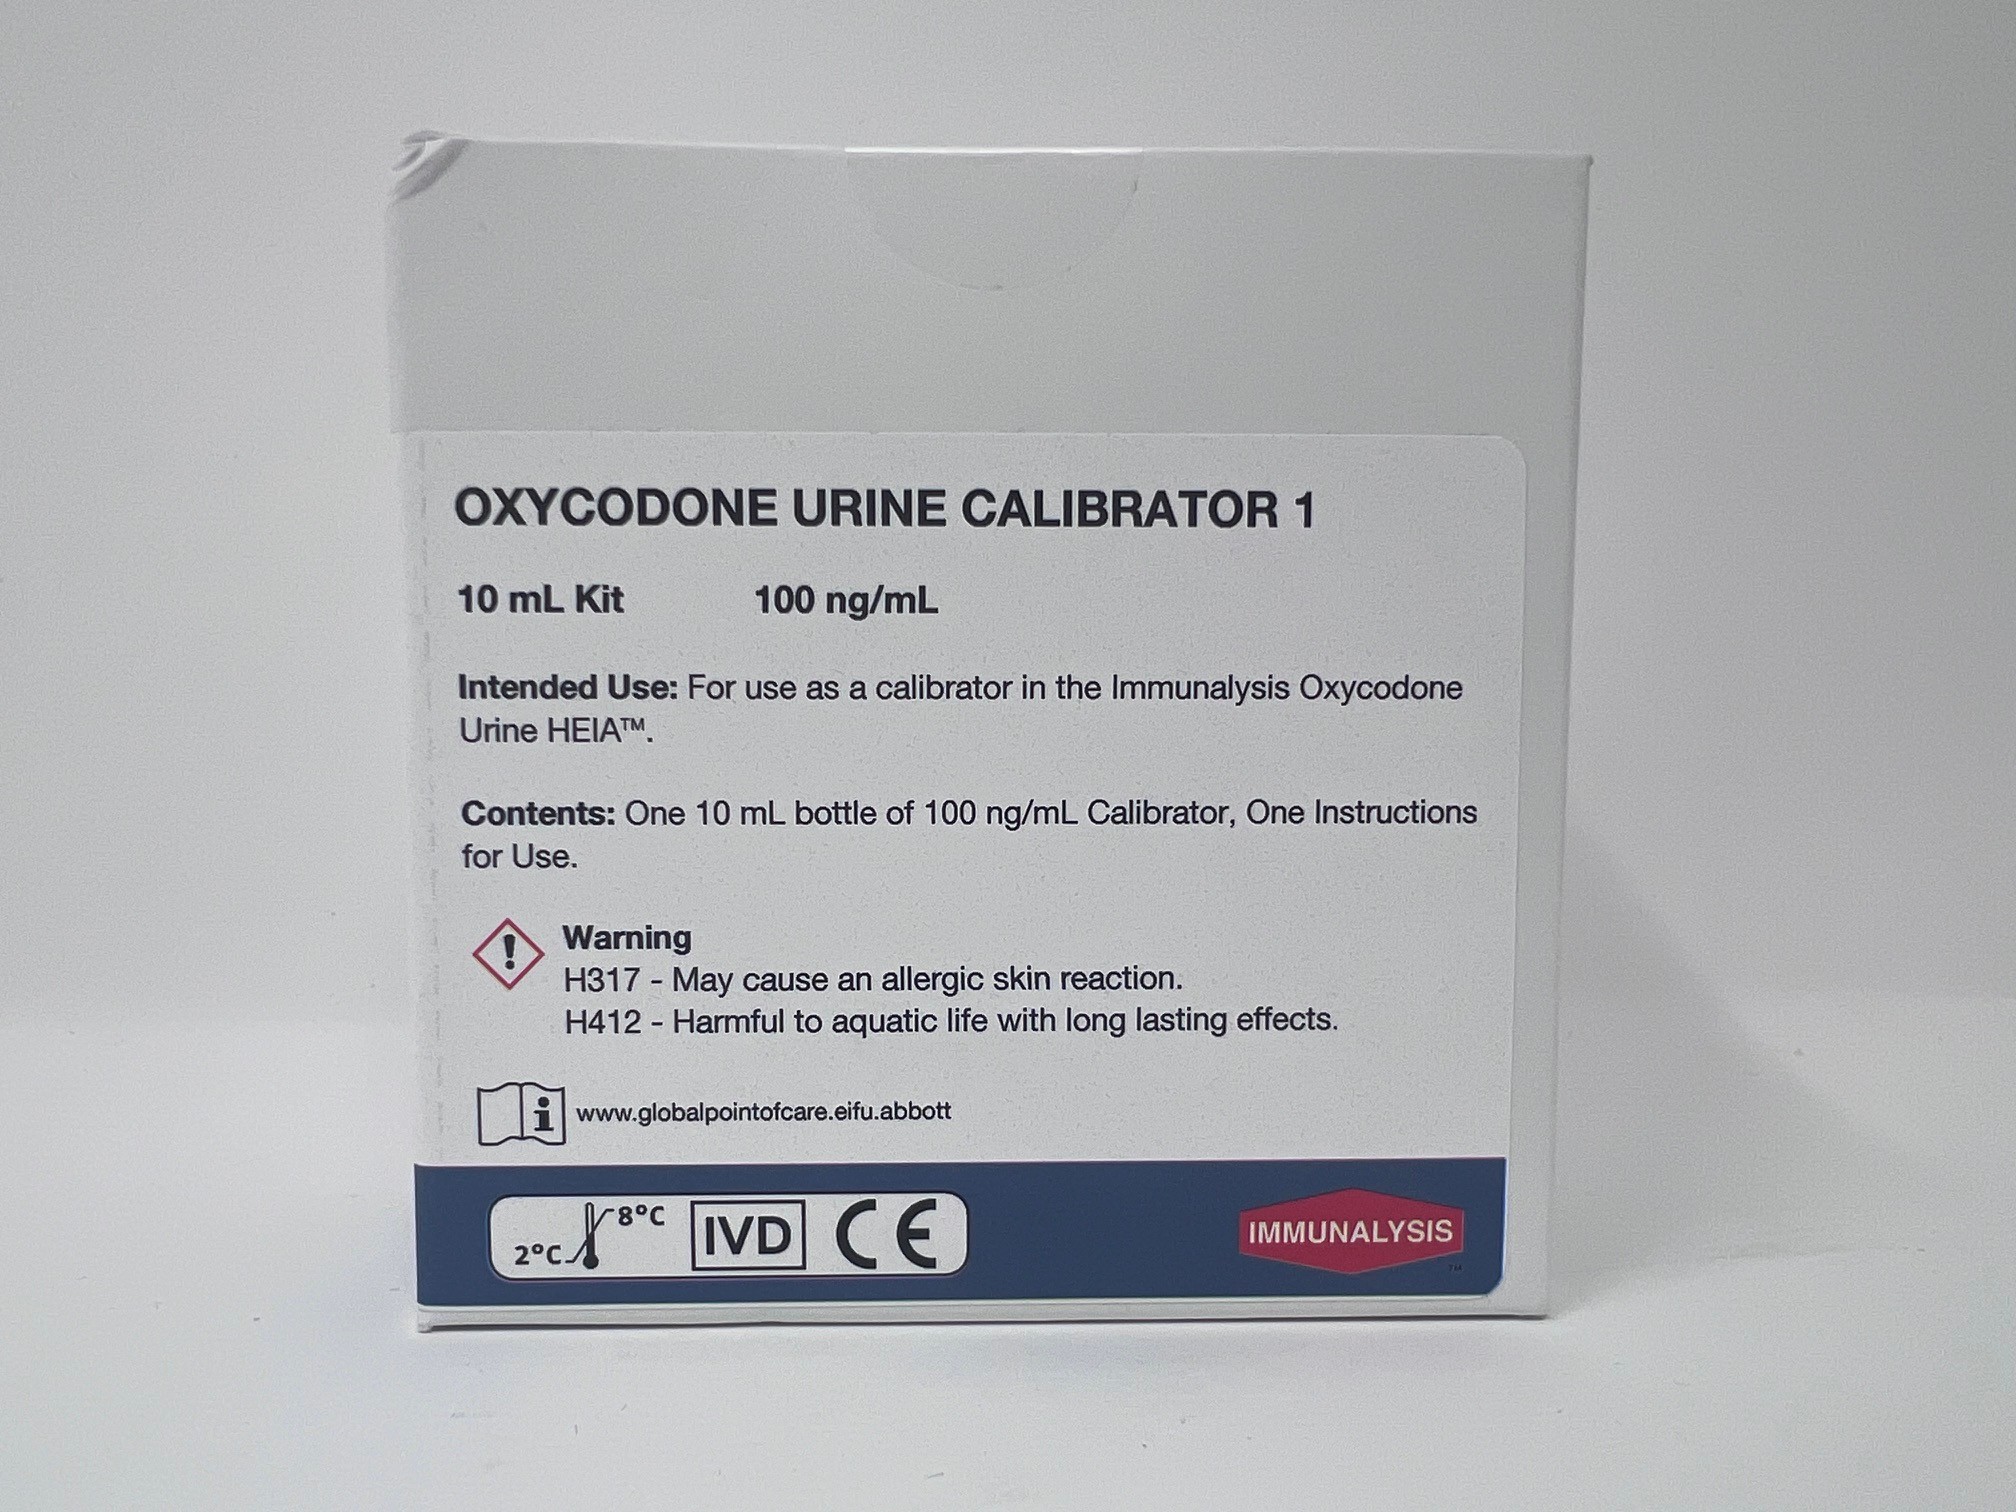 OXYCODONE URINE CALIBRATOR 1
10 mL Kit 100 ng/mL
Intended Use: For use as a calibrator in the Immunalysis Oxycodone
Urine HEIA™.
Contents: One 10 mL bottle of 100 ng/mL Calibrator, One Instructions
for Use.
! Warning
H317 - May cause an allergic skin reaction.
H412 - Harmful to aquatic life with long lasting effects.
i www.globalpointofcare.eifu.abbott
2°C 8°C IVD CE
IMMUNALYSIS™